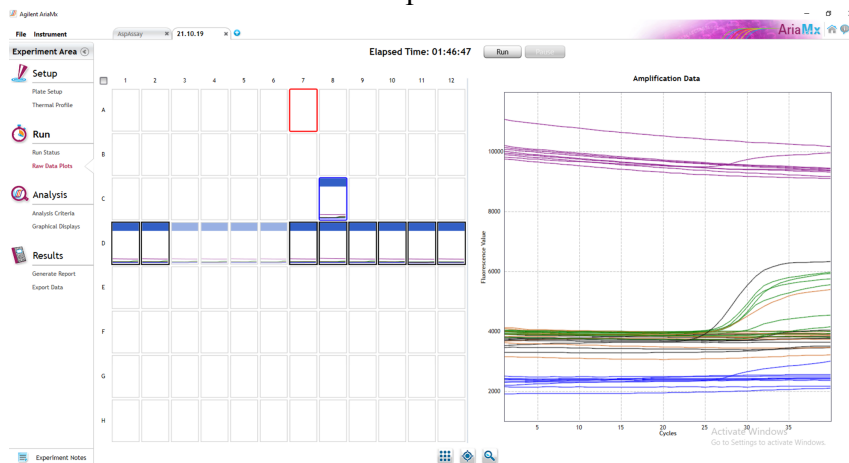 Agilent AriaMx
File Instrument
AspAssay
21.10.19
AriaMx
Experiment Area
Elapsed Time: 01:46:47
Run
Setup
Plate Setup
Thermal Profile
Run
Run Status
Raw Data Plots
Analysis
Analysis Criteria
Graphical Displays
Results
Generate Report
Export Data
Experiment Notes
1 2 3 4 5 6 7 8 9 10 11 12
A
B
C
D
E
F
G
H
Amplification Data
Fluorescence Value
10000
8000
6000
4000
2000
5 10 15 20 25 30 35
Cycles
Activate Windows
Go to Settings to activate Windows.